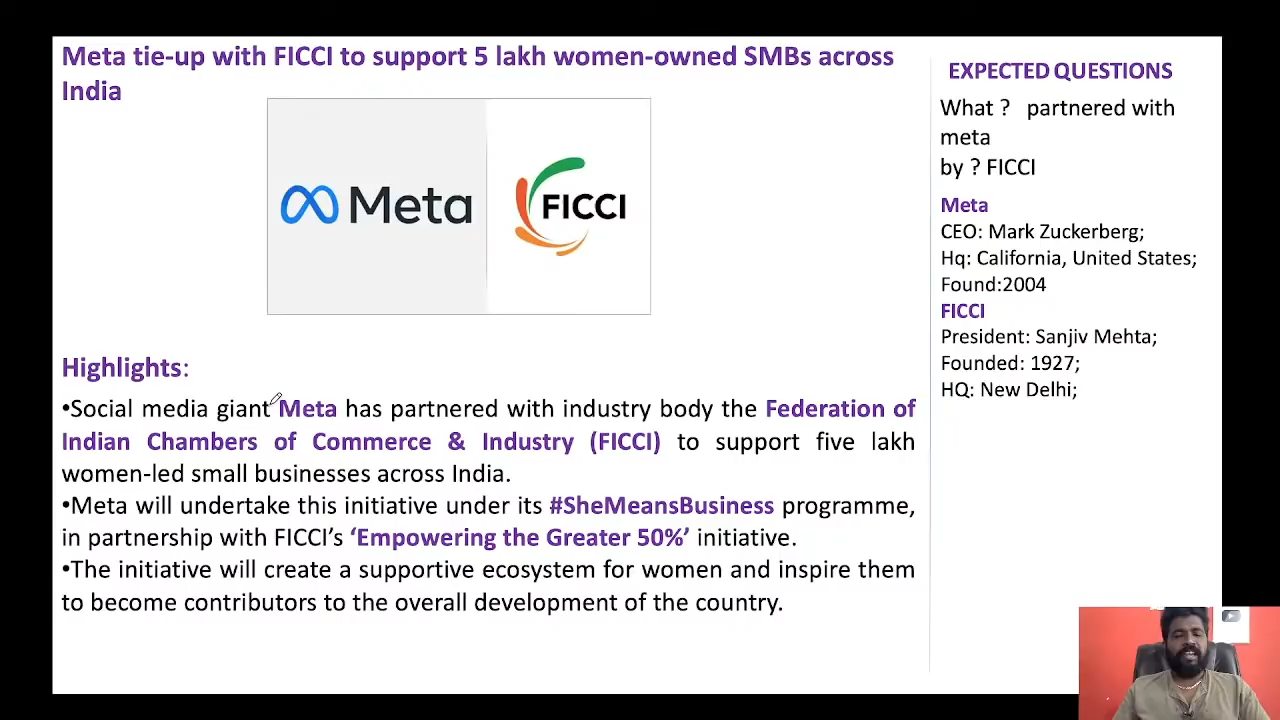 Meta tie-up with FICCI to support 5 lakh women-owned SMBs across
India
Meta
FICCI
Highlights:
•Social media giant Meta has partnered with industry body the Federation of
Indian Chambers of Commerce & Industry (FICCI) to support five lakh
women-led small businesses across India.
•Meta will undertake this initiative under its #SheMeansBusiness programme,
in partnership with FICCI's ‘Empowering the Greater 50%’ initiative.
•The initiative will create a supportive ecosystem for women and inspire them
to become contributors to the overall development of the country.
EXPECTED QUESTIONS
What ? partnered with
meta
by ? FICCI
Meta
CEO: Mark Zuckerberg;
Hq: California, United States;
Found:2004
FICCI
President: Sanjiv Mehta;
Founded: 1927;
HQ: New Delhi;